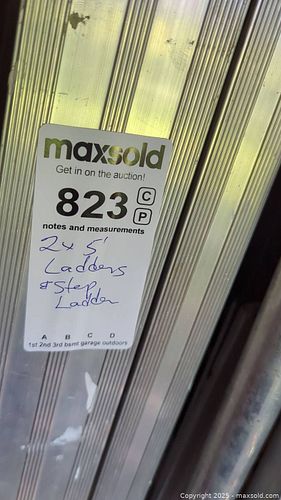 maxsold
Get in on the auction!
823 C
P
notes and measurements
2x 5'
Ladders
& Step
Ladder
A B C D
1st 2nd 3rd bsmt garage outdoors
Copyright © 2025 - maxsold.com